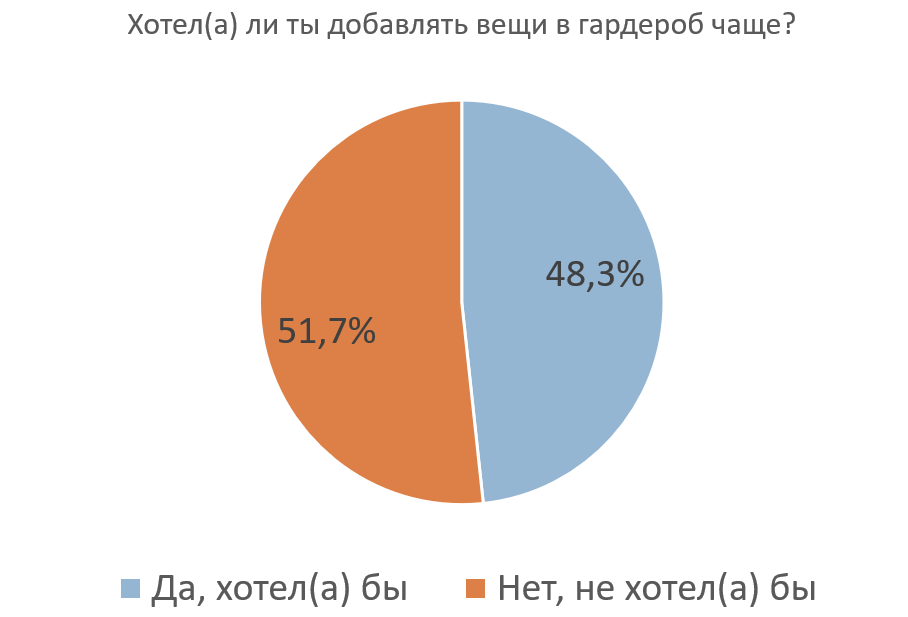 Хотел(а) ли ты добавлять вещи в гардероб чаще?
48,3%
51,7%
Да, хотел(а) бы
Нет, не хотел(а) бы